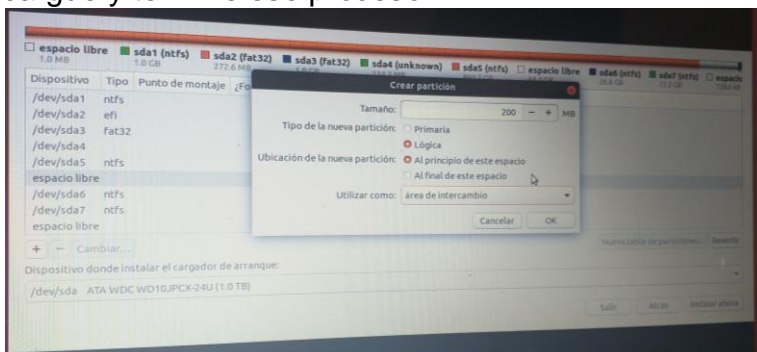 espacio libre sda1 (ntfs) sda2 (fat32) sda3 (fat32) sda4 (unknown) sda5 (ntfs) espacio libre sda6 (ntfs) sda7 (ntfs) espacio
1.0 MB 1.0 GB 272.6 MB
Dispositivo Tipo Punto de montaje ¿Fo
Crear partición
/dev/sda1 ntfs
Tamaño: 200 - + MB
/dev/sda2 efi
Tipo de la nueva partición: Primaria
/dev/sda3 fat32
Lógica
/dev/sda4
Ubicación de la nueva partición: Al principio de este espacio
/dev/sda5 ntfs
Al final de este espacio
espacio libre
Utilizar como: área de intercambio
/dev/sda6 ntfs
/dev/sda7 ntfs
Cancelar OK
espacio libre
+ - Cambiar...
Nueva tabla de particiones... Revertir
Dispositivo donde instalar el cargador de arranque:
/dev/sda ATA WDC WD10JPCX-24U (1.0 TB)
Salir Atrás Instalar ahora